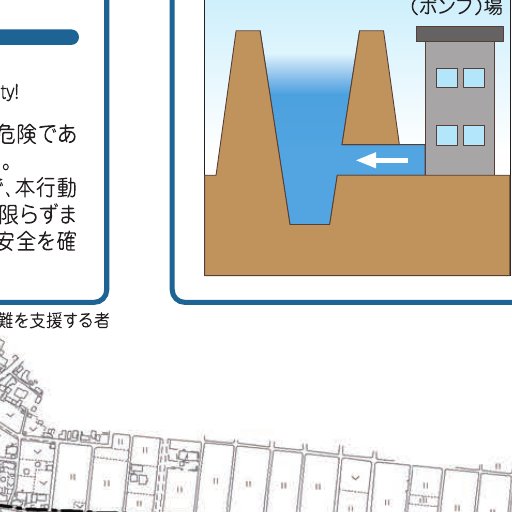 （ポンプ）場
ty!
危険であ
。
で、本行動
限らずま
安全を確
難を支援する者